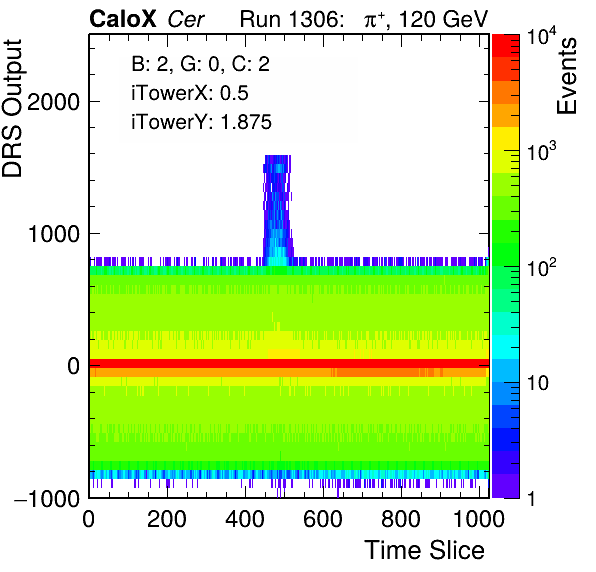 CaloX Cer Run 1306: π⁺, 120 GeV
B: 2, G: 0, C: 2
iTowerX: 0.5
iTowerY: 1.875
DRS Output
2000
1000
0
−1000
0 200 400 600 800 1000
Time Slice
Events
10⁴
10³
10²
10
1